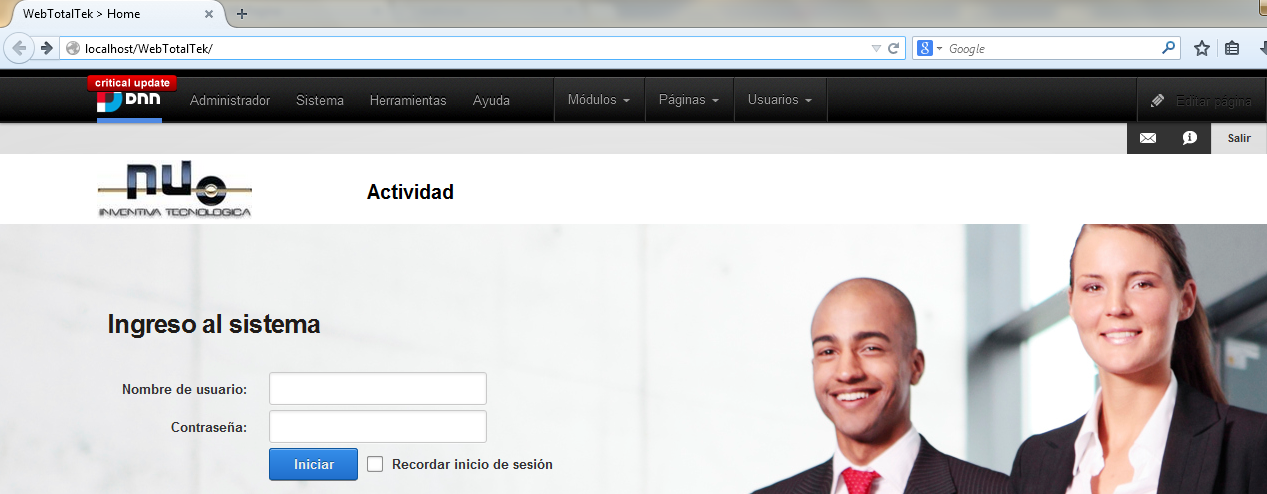 WebTotalTek > Home
localhost/WebTotalTek/
Google
critical update
DNN
Administrador Sistema Herramientas Ayuda Módulos Páginas Usuarios Editar página
Salir
nuo
INVENTIVA TECNOLOGICA
Actividad
Ingreso al sistema
Nombre de usuario:
Contraseña:
Iniciar Recordar inicio de sesión